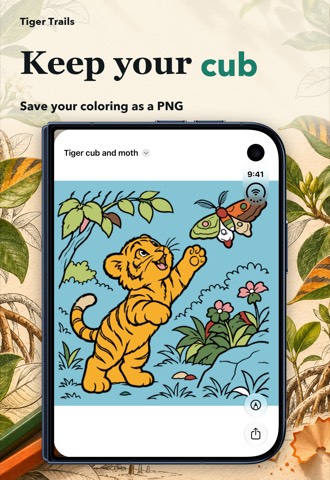 Tiger Trails
Keep your cub
Save your coloring as a PNG
Tiger cub and moth
9:41